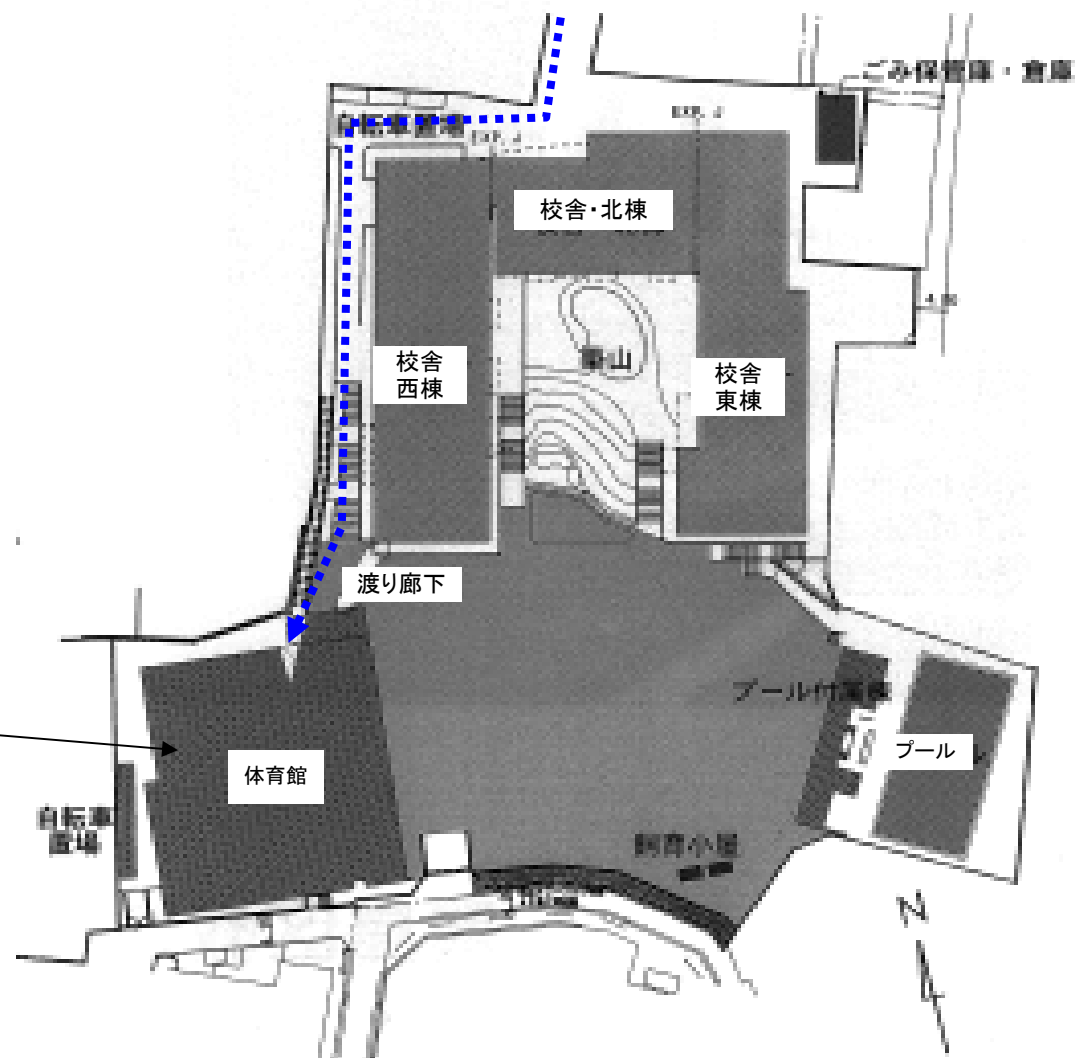 ごみ保管庫・倉庫
自転車置場
EXP. J
EXP. J
校舎・北棟
築山
校舎
西棟
校舎
東棟
渡り廊下
プール付属棟
プール
体育館
自転車
置場
飼育小屋
N